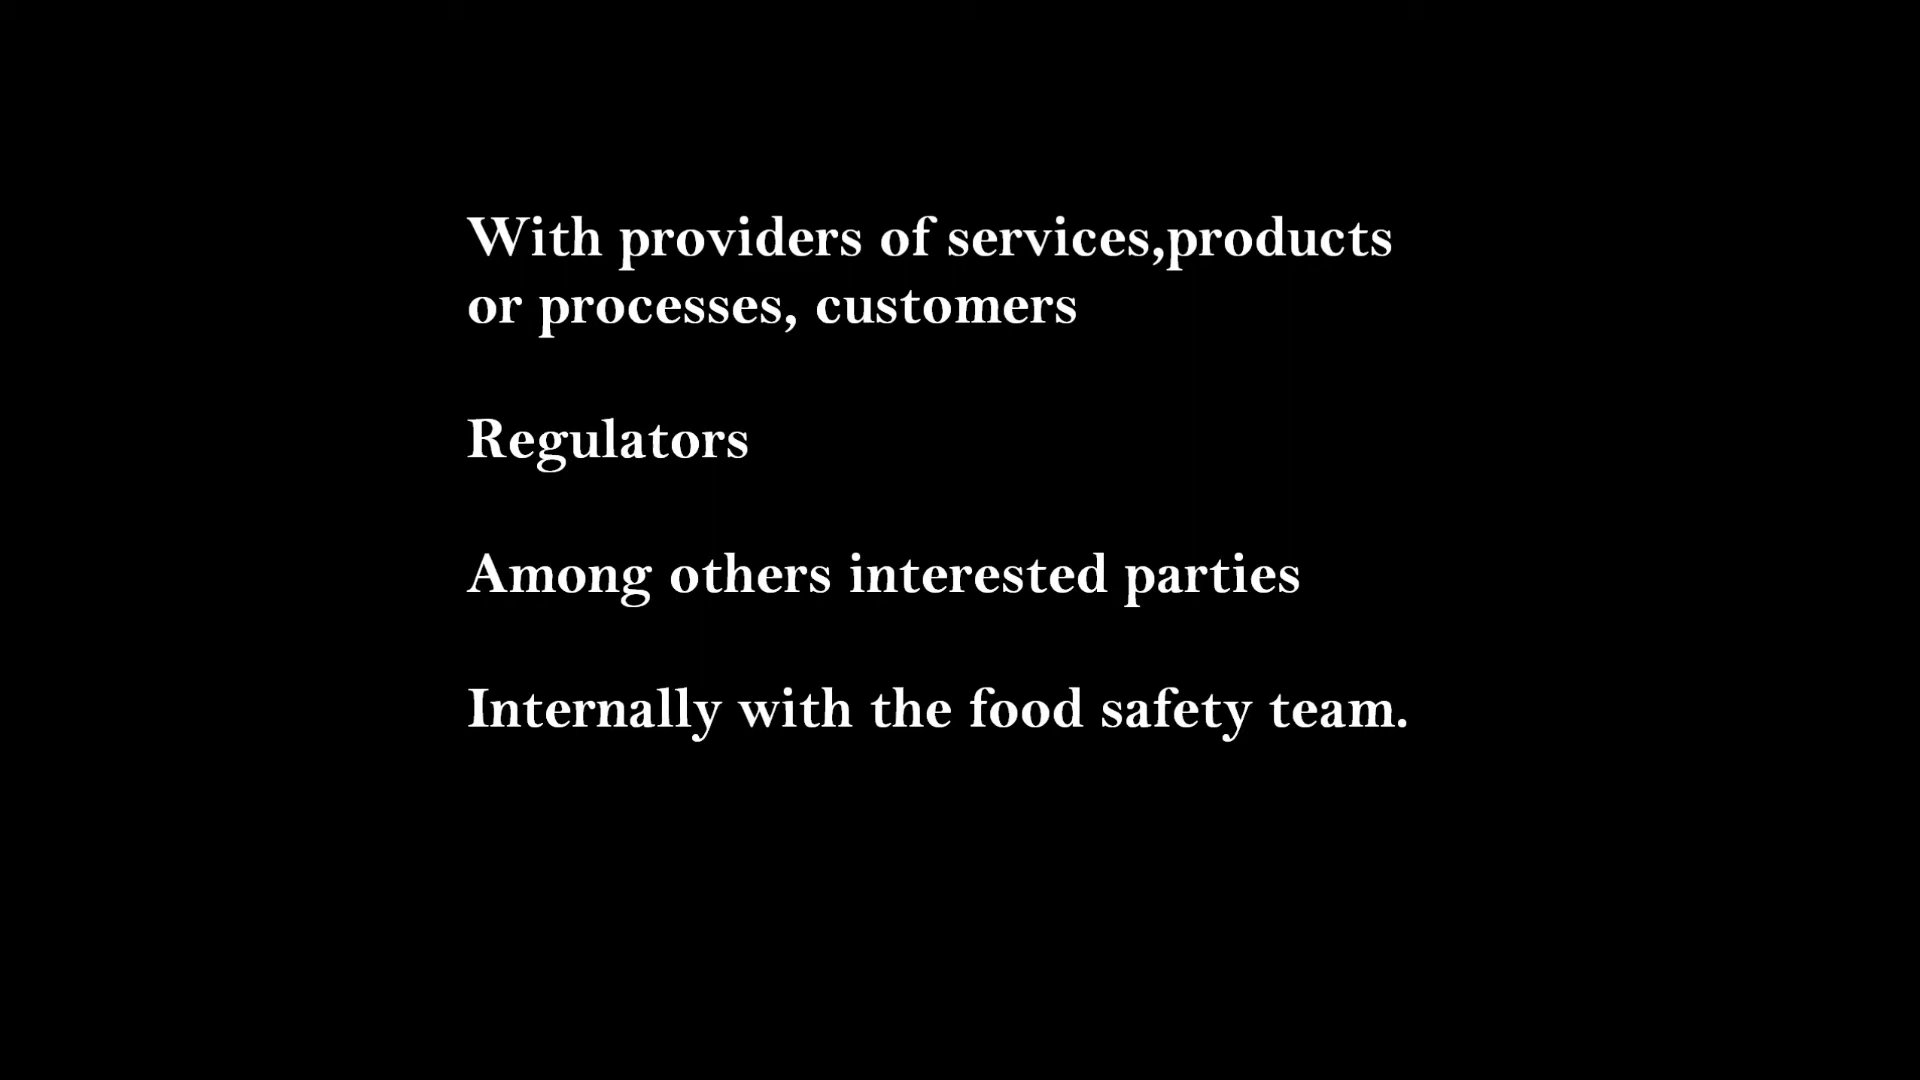 With providers of services,products
or processes, customers
Regulators
Among others interested parties
Internally with the food safety team.